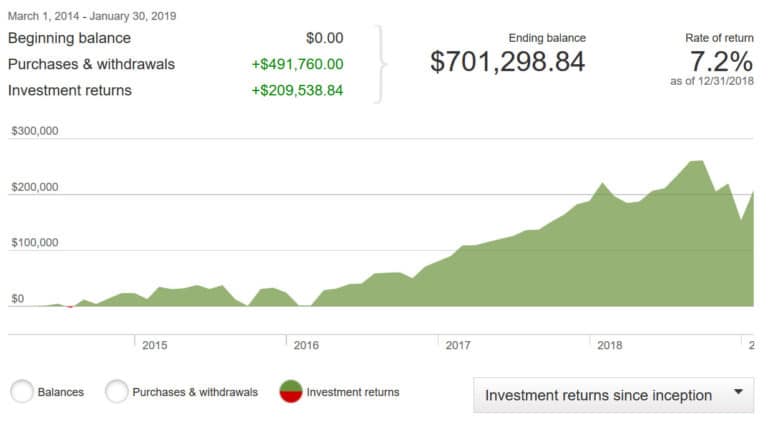 March 1, 2014 - January 30, 2019
Beginning balance $0.00
Purchases & withdrawals +$491,760.00
Investment returns +$209,538.84
Ending balance
$701,298.84
Rate of return
7.2%
as of 12/31/2018
$300,000
$200,000
$100,000
$0
2015 2016 2017 2018 2
Balances Purchases & withdrawals Investment returns
Investment returns since inception